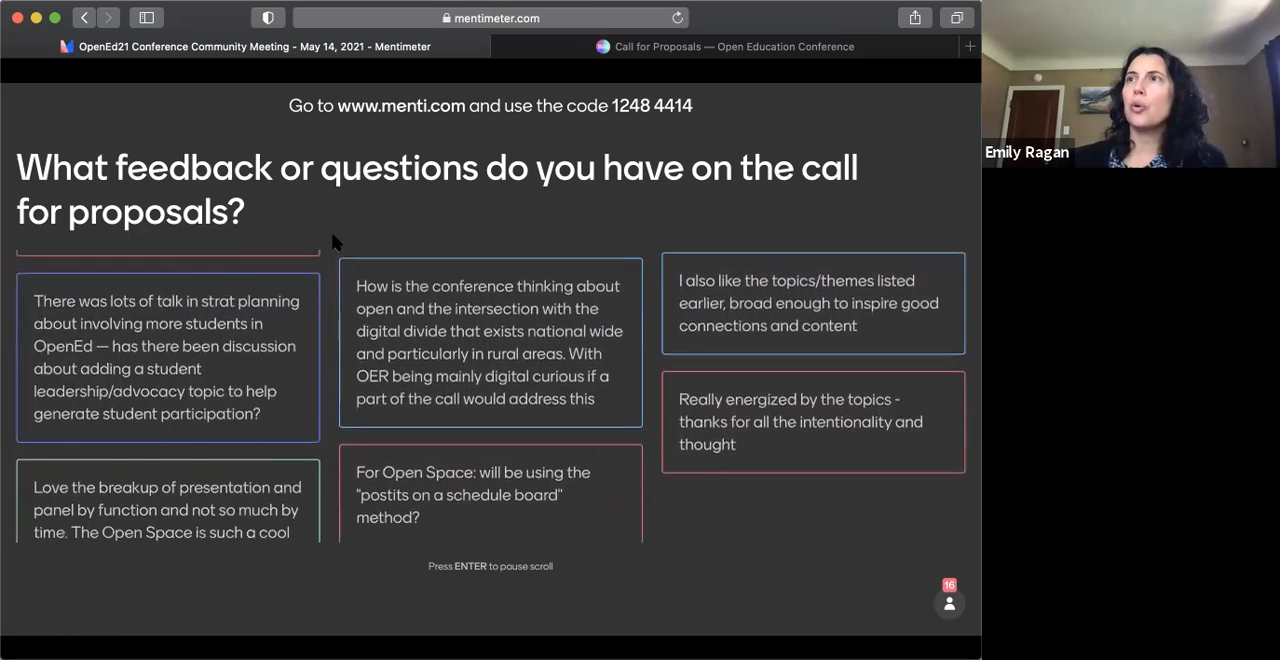 mentimeter.com
OpenEd21 Conference Community Meeting - May 14, 2021 - Mentimeter
Call for Proposals — Open Education Conference
Go to www.menti.com and use the code 1248 4414
What feedback or questions do you have on the call
for proposals?
There was lots of talk in strat planning
about involving more students in
OpenEd — has there been discussion
about adding a student
leadership/advocacy topic to help
generate student participation?
Love the breakup of presentation and
panel by function and not so much by
time. The Open Space is such a cool
How is the conference thinking about
open and the intersection with the
digital divide that exists national wide
and particularly in rural areas. With
OER being mainly digital curious if a
part of the call would address this
For Open Space: will be using the
"postits on a schedule board"
method?
I also like the topics/themes listed
earlier, broad enough to inspire good
connections and content
Really energized by the topics -
thanks for all the intentionality and
thought
Press ENTER to pause scroll
16
Emily Ragan